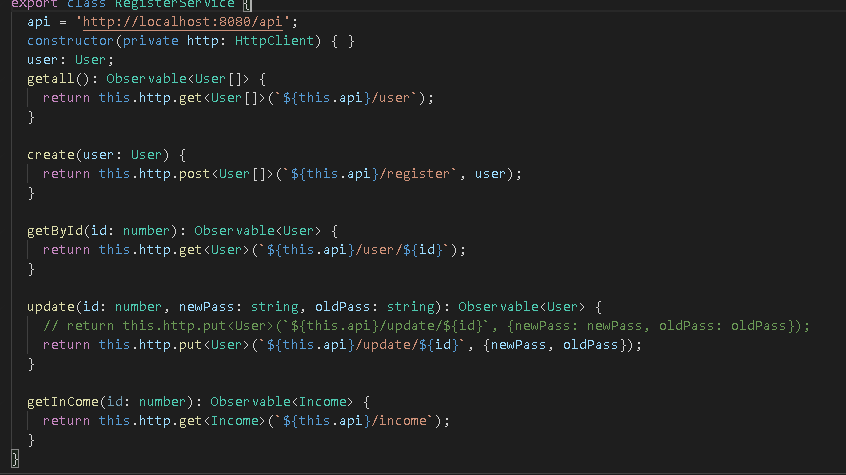 export class RegisterService {
  api = 'http://localhost:8080/api';
  constructor(private http: HttpClient) { }
  user: User;
  getall(): Observable<User[]> {
    return this.http.get<User[]>(`${this.api}/user`);
  }

  create(user: User) {
    return this.http.post<User[]>(`${this.api}/register`, user);
  }

  getById(id: number): Observable<User> {
    return this.http.get<User>(`${this.api}/user/${id}`);
  }

  update(id: number, newPass: string, oldPass: string): Observable<User> {
    // return this.http.put<User>(`${this.api}/update/${id}`, {newPass: newPass, oldPass: oldPass});
    return this.http.put<User>(`${this.api}/update/${id}`, {newPass, oldPass});
  }

  getInCome(id: number): Observable<Income> {
    return this.http.get<Income>(`${this.api}/income`);
  }
}